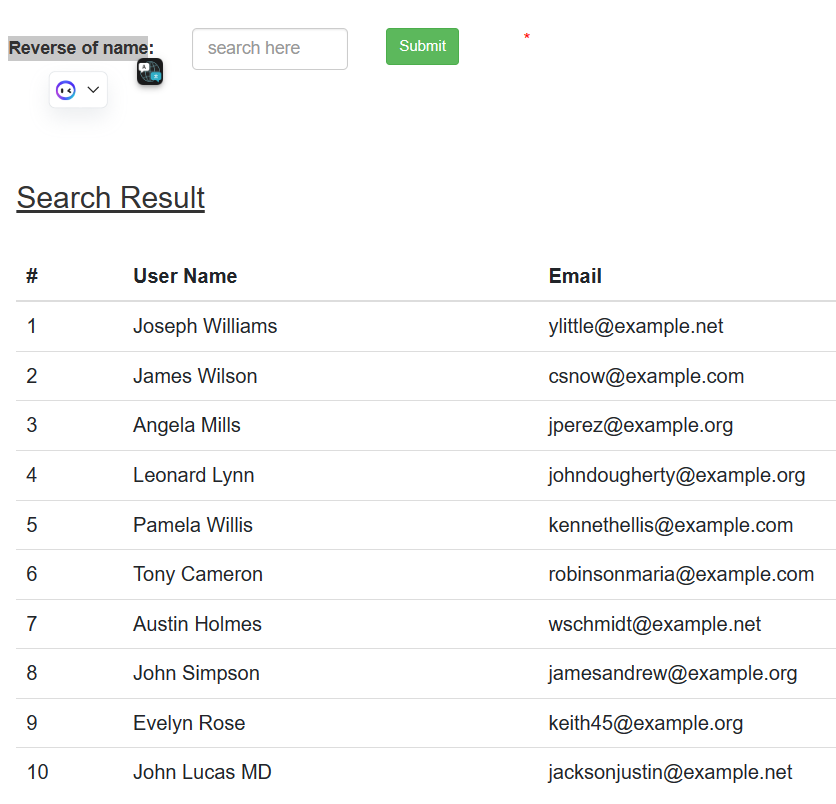 Reverse of name: search here Submit *
Search Result
# User Name Email
1 Joseph Williams ylittle@example.net
2 James Wilson csnow@example.com
3 Angela Mills jperez@example.org
4 Leonard Lynn johndougherty@example.org
5 Pamela Willis kennethellis@example.com
6 Tony Cameron robinsonmaria@example.com
7 Austin Holmes wschmidt@example.net
8 John Simpson jamesandrew@example.org
9 Evelyn Rose keith45@example.org
10 John Lucas MD jacksonjustin@example.net